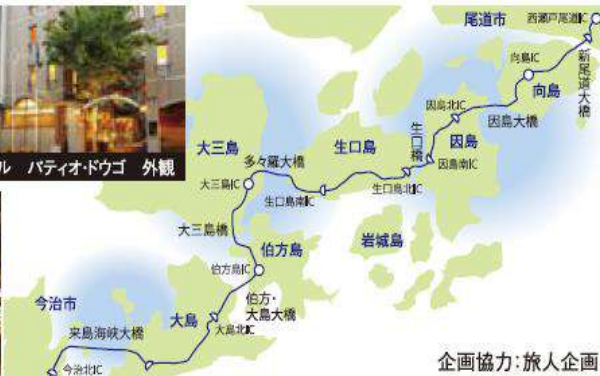 尾道市
西瀬戸尾道IC
向島IC
新尾道大橋
向島
因島北IC
因島大橋
生口橋
因島
因島南IC
大三島
生口島
多々羅大橋
大三島IC
生口島南IC
生口島北IC
大三島橋
伯方島
岩城島
伯方島IC
伯方・
大島大橋
今治市
大島
大島北IC
来島海峡大橋
今治北IC
ル パティオ・ドウゴ 外観
企画協力:旅人企画